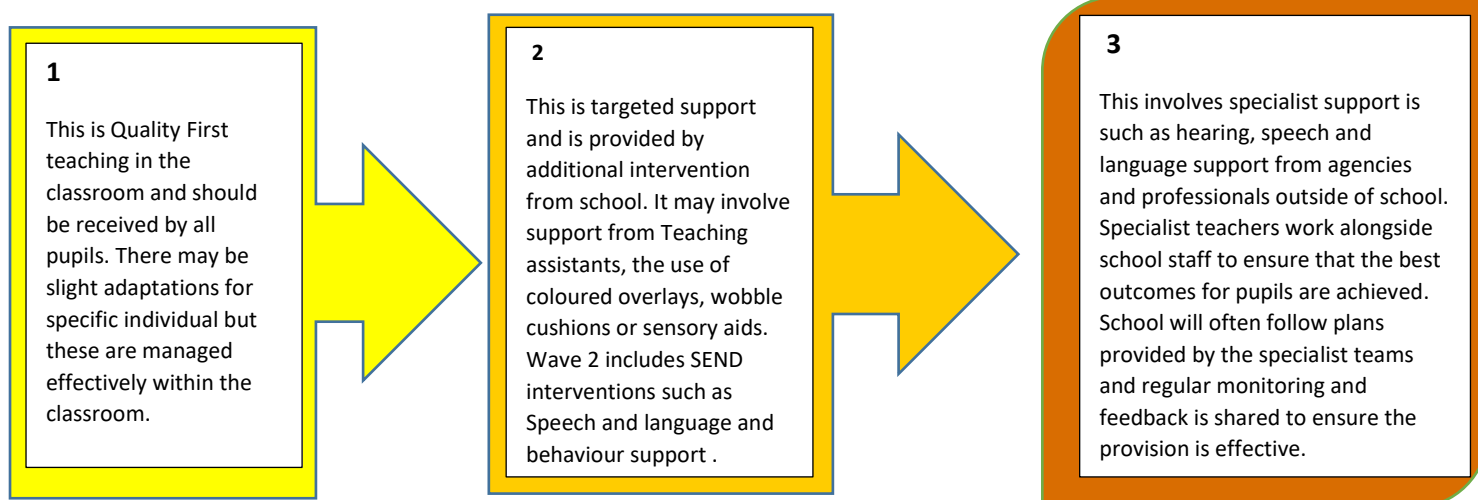 1
This is Quality First
teaching in the
classroom and should
be received by all
pupils. There may be
slight adaptations for
specific individual but
these are managed
effectively within the
classroom.
2
This is targeted support
and is provided by
additional intervention
from school. It may involve
support from Teaching
assistants, the use of
coloured overlays, wobble
cushions or sensory aids.
Wave 2 includes SEND
interventions such as
Speech and language and
behaviour support .
3
This involves specialist support is
such as hearing, speech and
language support from agencies
and professionals outside of school.
Specialist teachers work alongside
school staff to ensure that the best
outcomes for pupils are achieved.
School will often follow plans
provided by the specialist teams
and regular monitoring and
feedback is shared to ensure the
provision is effective.